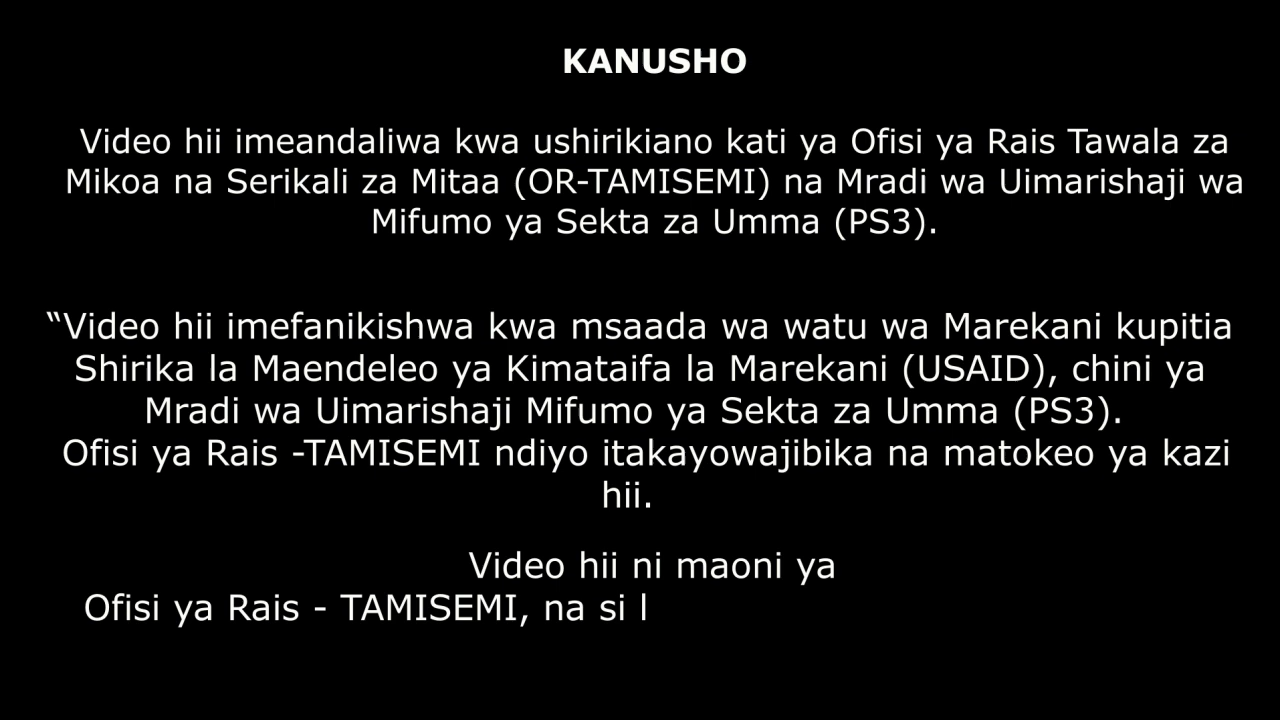 KANUSHO
Video hii imeandaliwa kwa ushirikiano kati ya Ofisi ya Rais Tawala za
Mikoa na Serikali za Mitaa (OR-TAMISEMI) na Mradi wa Uimarishaji wa
Mifumo ya Sekta za Umma (PS3).
“Video hii imefanikishwa kwa msaada wa watu wa Marekani kupitia
Shirika la Maendeleo ya Kimataifa la Marekani (USAID), chini ya
Mradi wa Uimarishaji Mifumo ya Sekta za Umma (PS3).
Ofisi ya Rais -TAMISEMI ndiyo itakayowajibika na matokeo ya kazi
hii.
Video hii ni maoni ya
Ofisi ya Rais - TAMISEMI, na si l